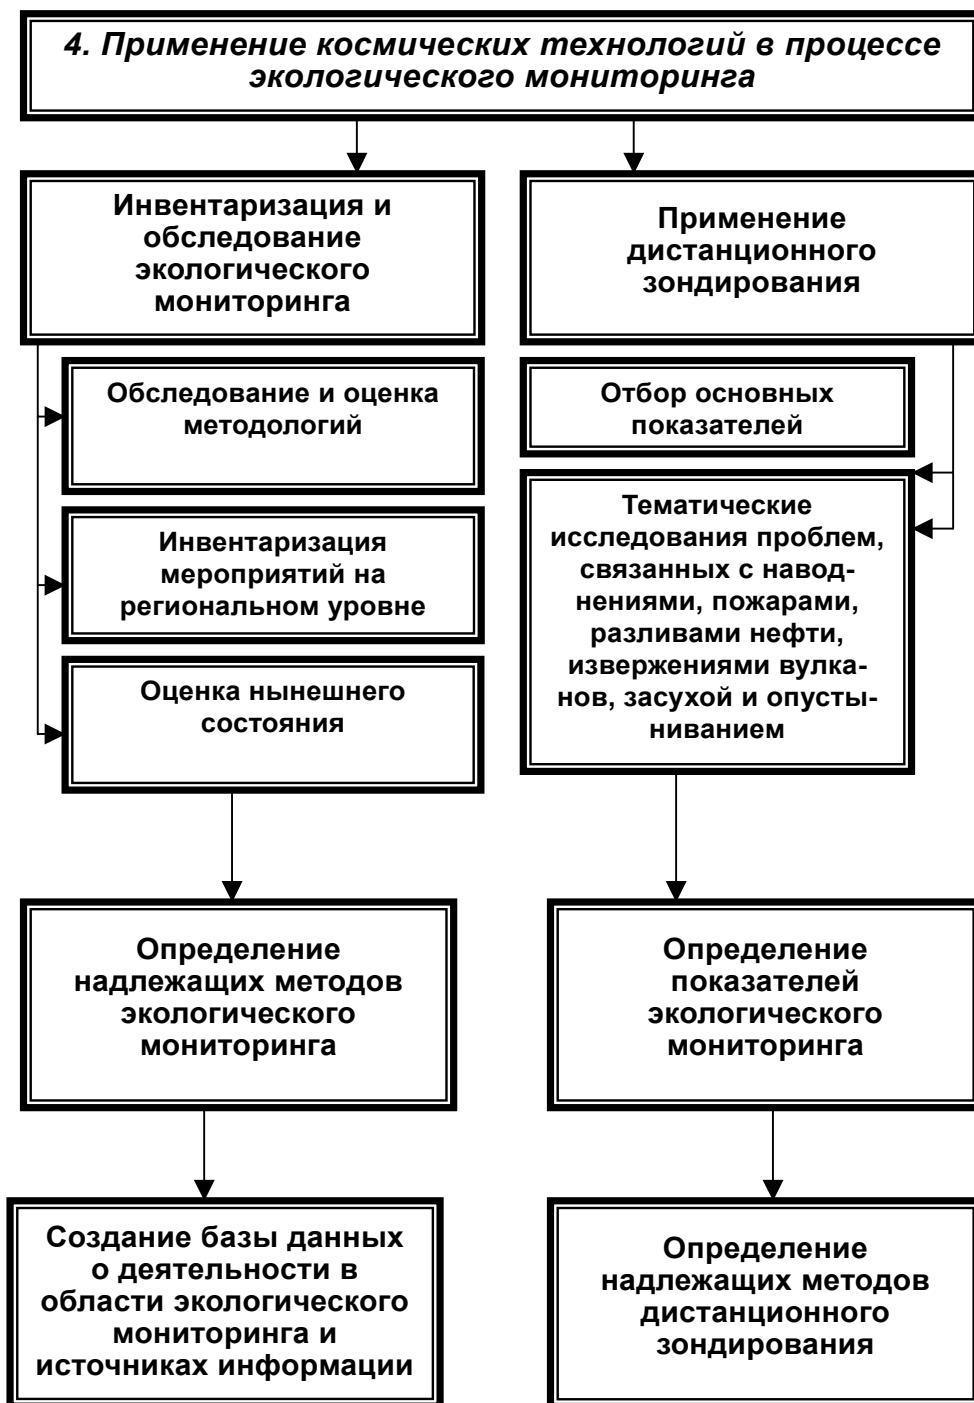 4. Применение космических технологий в процессе
экологического мониторинга
Инвентаризация и
обследование
экологического
мониторинга
Применение
дистанционного
зондирования
Обследование и оценка
методологий
Отбор основных
показателей
Инвентаризация
мероприятий на
региональном уровне
Тематические
исследования проблем,
связанных с навод-
нениями, пожарами,
разливами нефти,
извержениями вулка-
нов, засухой и опусты-
ниванием
Оценка нынешнего
состояния
Определение
надлежащих методов
экологического
мониторинга
Определение
показателей
экологического
мониторинга
Создание базы данных
о деятельности в
области экологического
мониторинга и
источниках информации
Определение
надлежащих методов
дистанционного
зондирования